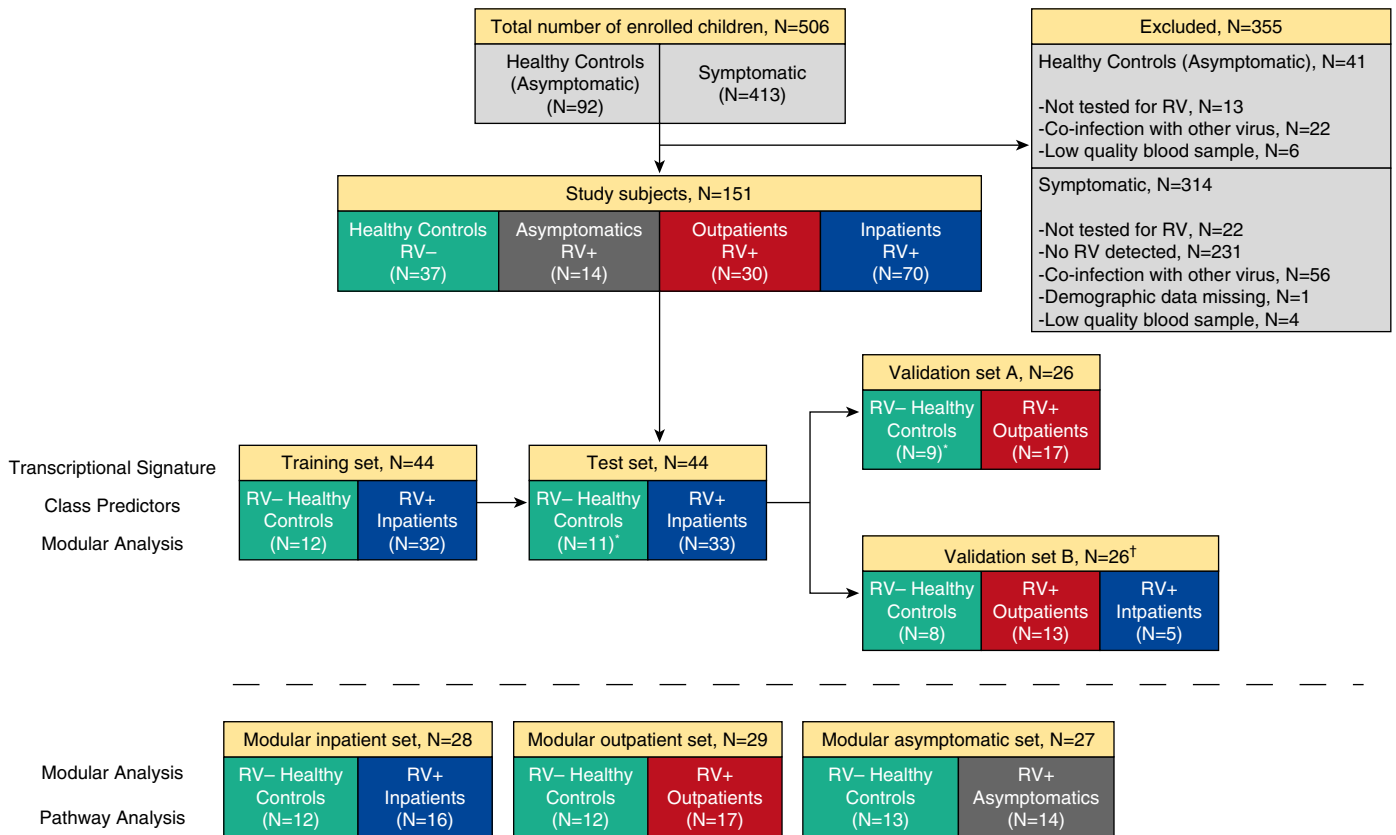 Total number of enrolled children, N=506
Healthy Controls
(Asymptomatic)
(N=92)
Symptomatic
(N=413)
Excluded, N=355
Healthy Controls (Asymptomatic), N=41
-Not tested for RV, N=13
-Co-infection with other virus, N=22
-Low quality blood sample, N=6
Symptomatic, N=314
-Not tested for RV, N=22
-No RV detected, N=231
-Co-infection with other virus, N=56
-Demographic data missing, N=1
-Low quality blood sample, N=4
Study subjects, N=151
Healthy Controls
RV–
(N=37)
Asymptomatics
RV+
(N=14)
Outpatients
RV+
(N=30)
Inpatients
RV+
(N=70)
Transcriptional Signature
Class Predictors
Modular Analysis
Training set, N=44
RV– Healthy
Controls
(N=12)
RV+
Inpatients
(N=32)
Test set, N=44
RV– Healthy
Controls
(N=11)*
RV+
Inpatients
(N=33)
Validation set A, N=26
RV– Healthy
Controls
(N=9)*
RV+
Outpatients
(N=17)
Validation set B, N=26†
RV– Healthy
Controls
(N=8)
RV+
Outpatients
(N=13)
RV+
Intpatients
(N=5)
Modular Analysis
Pathway Analysis
Modular inpatient set, N=28
RV– Healthy
Controls
(N=12)
RV+
Inpatients
(N=16)
Modular outpatient set, N=29
RV– Healthy
Controls
(N=12)
RV+
Outpatients
(N=17)
Modular asymptomatic set, N=27
RV– Healthy
Controls
(N=13)
RV+
Asymptomatics
(N=14)